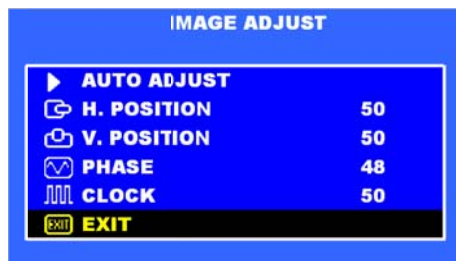 IMAGE ADJUST
AUTO ADJUST
H. POSITION 50
V. POSITION 50
PHASE 48
CLOCK 50
EXIT EXIT